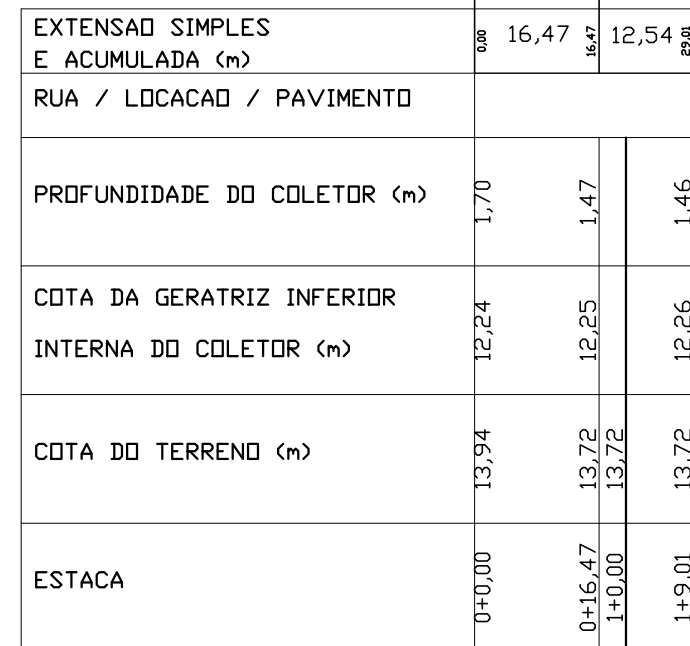 EXTENSAO SIMPLES
E ACUMULADA (m)
0,00 16,47 16,47 12,54 29,01
RUA / LOCACAO / PAVIMENTO
PROFUNDIDADE DO COLETOR (m)
1,70 1,47 1,46
COTA DA GERATRIZ INFERIOR
INTERNA DO COLETOR (m)
12,24 12,25 12,26
COTA DO TERRENO (m)
13,94 13,72 13,72 13,72
ESTACA
0+0,00 0+16,47 1+0,00 1+9,01